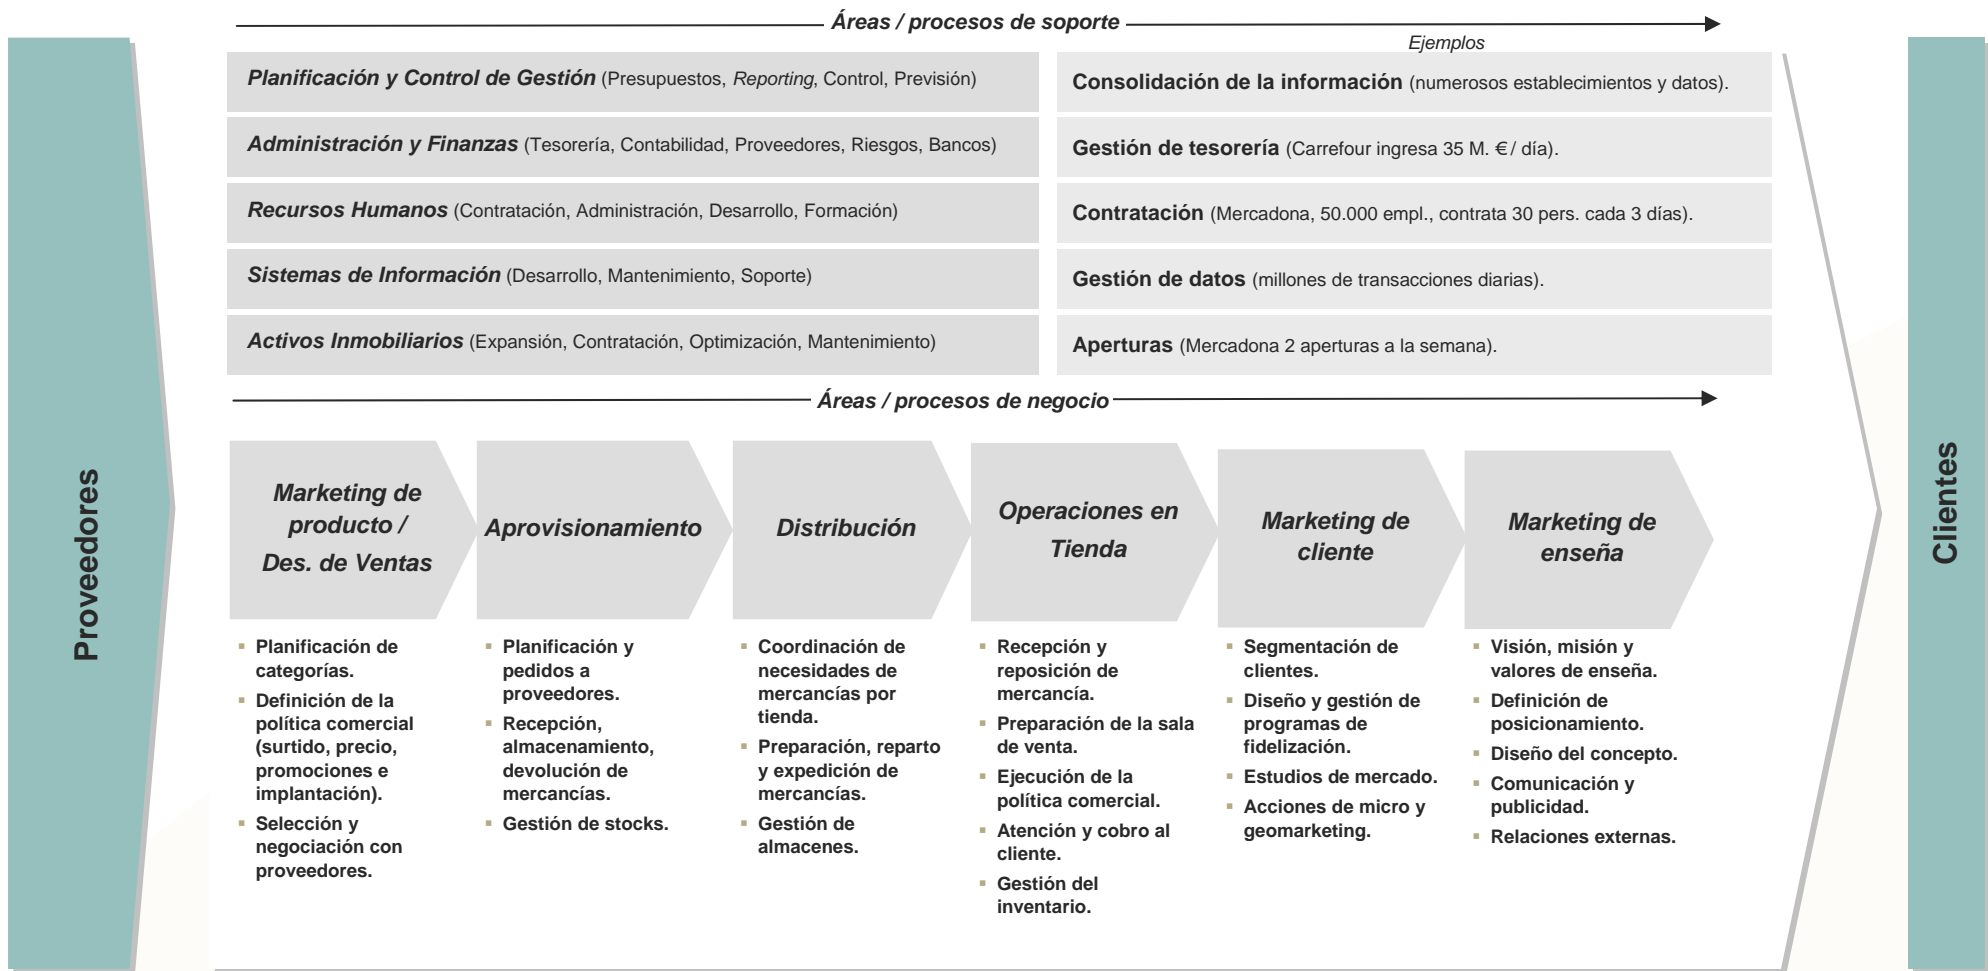 Áreas / procesos de soporte
Ejemplos
Planificación y Control de Gestión (Presupuestos, Reporting, Control, Previsión)
Consolidación de la información (numerosos establecimientos y datos).
Administración y Finanzas (Tesorería, Contabilidad, Proveedores, Riesgos, Bancos)
Gestión de tesorería (Carrefour ingresa 35 M. €/ día).
Recursos Humanos (Contratación, Administración, Desarrollo, Formación)
Contratación (Mercadona, 50.000 empl., contrata 30 pers. cada 3 días).
Sistemas de Información (Desarrollo, Mantenimiento, Soporte)
Gestión de datos (millones de transacciones diarias).
Activos Inmobiliarios (Expansión, Contratación, Optimización, Mantenimiento)
Aperturas (Mercadona 2 aperturas a la semana).
Áreas / procesos de negocio
Proveedores
Marketing de
producto /
Des. de Ventas
Aprovisionamiento
Distribución
Operaciones en
Tienda
Marketing de
cliente
Marketing de
enseña
Clientes
▪ Planificación de
categorías.
▪ Definición de la
política comercial
(surtido, precio,
promociones e
implantación).
▪ Selección y
negociación con
proveedores.
▪ Planificación y
pedidos a
proveedores.
▪ Recepción,
almacenamiento,
devolución de
mercancías.
▪ Gestión de stocks.
▪ Coordinación de
necesidades de
mercancías por
tienda.
▪ Preparación, reparto
y expedición de
mercancías.
▪ Gestión de
almacenes.
▪ Recepción y
reposición de
mercancía.
▪ Preparación de la sala
de venta.
▪ Ejecución de la
política comercial.
▪ Atención y cobro al
cliente.
▪ Gestión del
inventario.
▪ Segmentación de
clientes.
▪ Diseño y gestión de
programas de
fidelización.
▪ Estudios de mercado.
▪ Acciones de micro y
geomarketing.
▪ Visión, misión y
valores de enseña.
▪ Definición de
posicionamiento.
▪ Diseño del concepto.
▪ Comunicación y
publicidad.
▪ Relaciones externas.